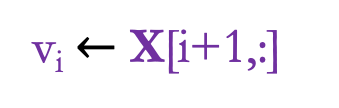 vᵢ ← X[i+1,:]